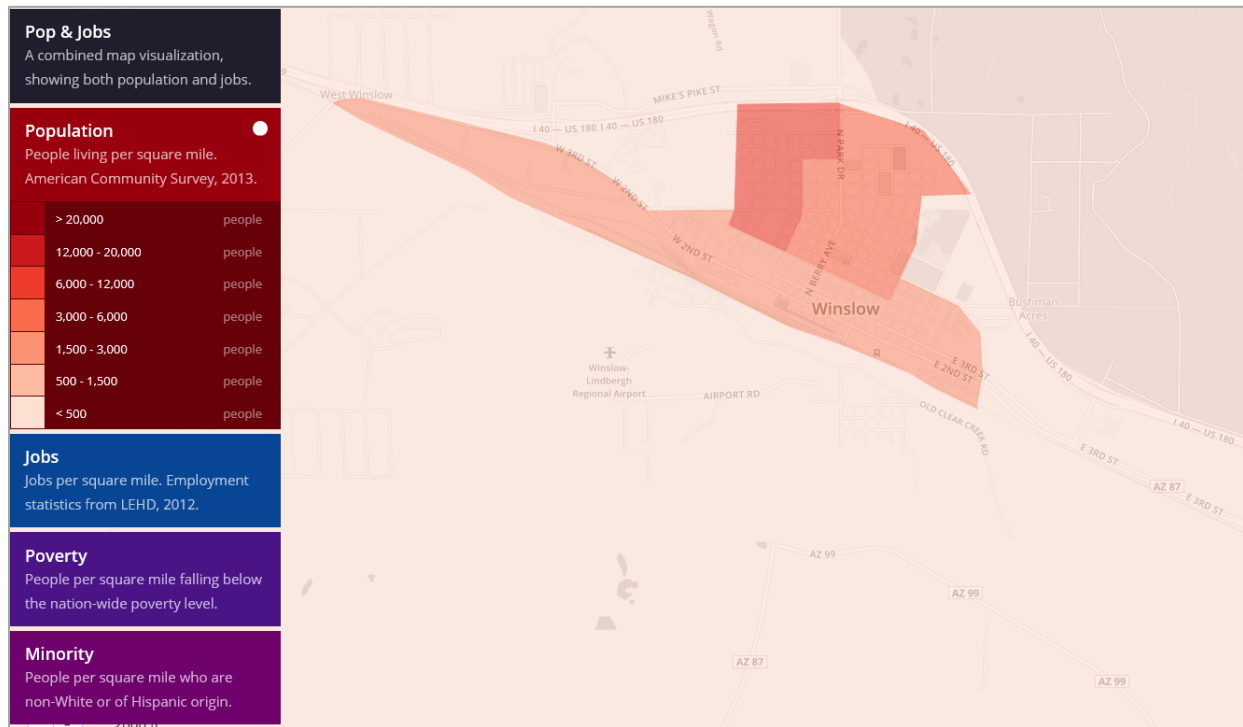 Pop & Jobs
A combined map visualization,
showing both population and jobs.
Population
People living per square mile.
American Community Survey, 2013.
> 20,000 people
12,000 - 20,000 people
6,000 - 12,000 people
3,000 - 6,000 people
1,500 - 3,000 people
500 - 1,500 people
< 500 people
Jobs
Jobs per square mile. Employment
statistics from LEHD, 2012.
Poverty
People per square mile falling below
the nation-wide poverty level.
Minority
People per square mile who are
non-White or of Hispanic origin.
Wagon Rd
West Winslow
MIKE'S PIKE ST
I 40 — US 180
I 40 — US 180
I 40 — US 180
N PARK DR
W 3RD ST
W 2ND ST
W 2ND ST
N BERRY AVE
Winslow
Bushman
Acres
I 40 — US 180
Winslow-
Lindbergh
Regional Airport
AIRPORT RD
E 3RD ST
E 2ND ST
OLD CLEAR CREEK RD
I 40 — US 180
E 3RD ST
AZ 87
E 3RD ST
AZ 99
AZ 99
AZ 87
AZ 99